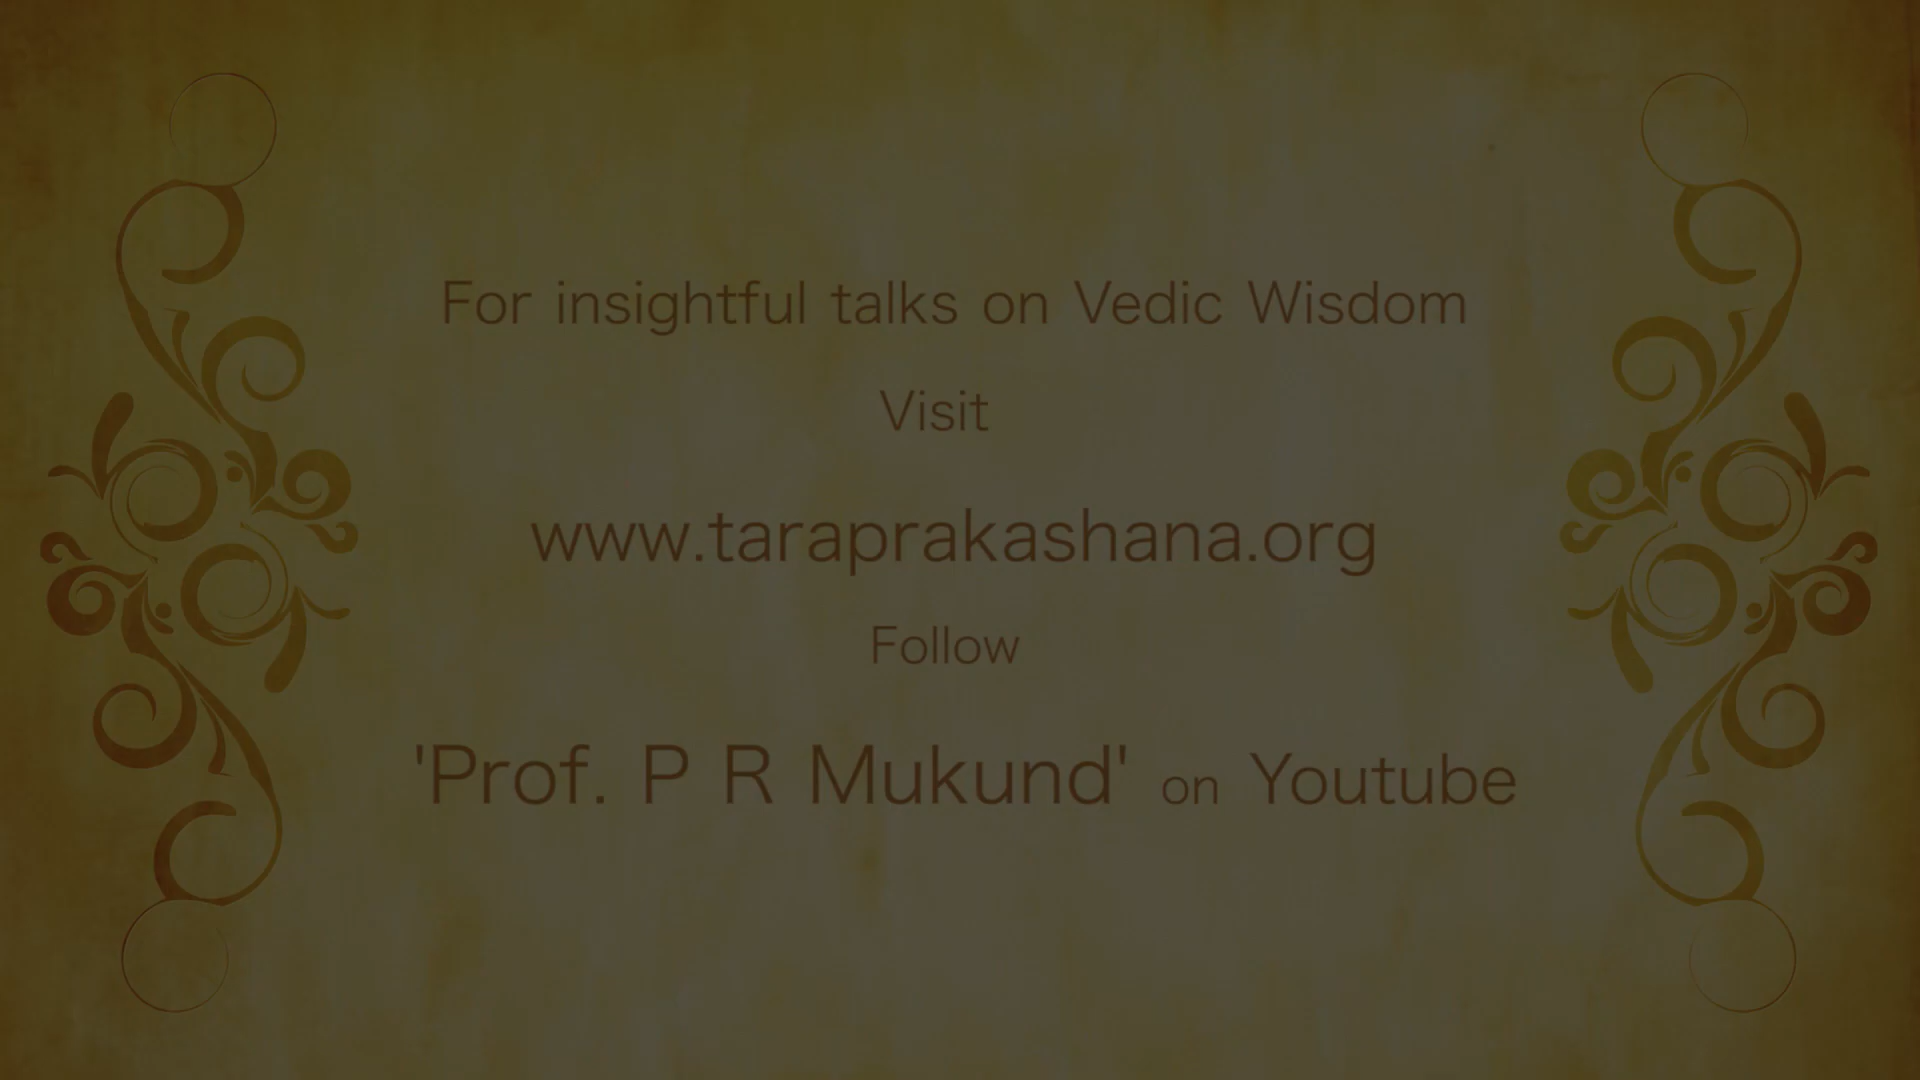 For insightful talks on Vedic Wisdom
Visit
www.taraprakashana.org
Follow
'Prof. P R Mukund' on Youtube